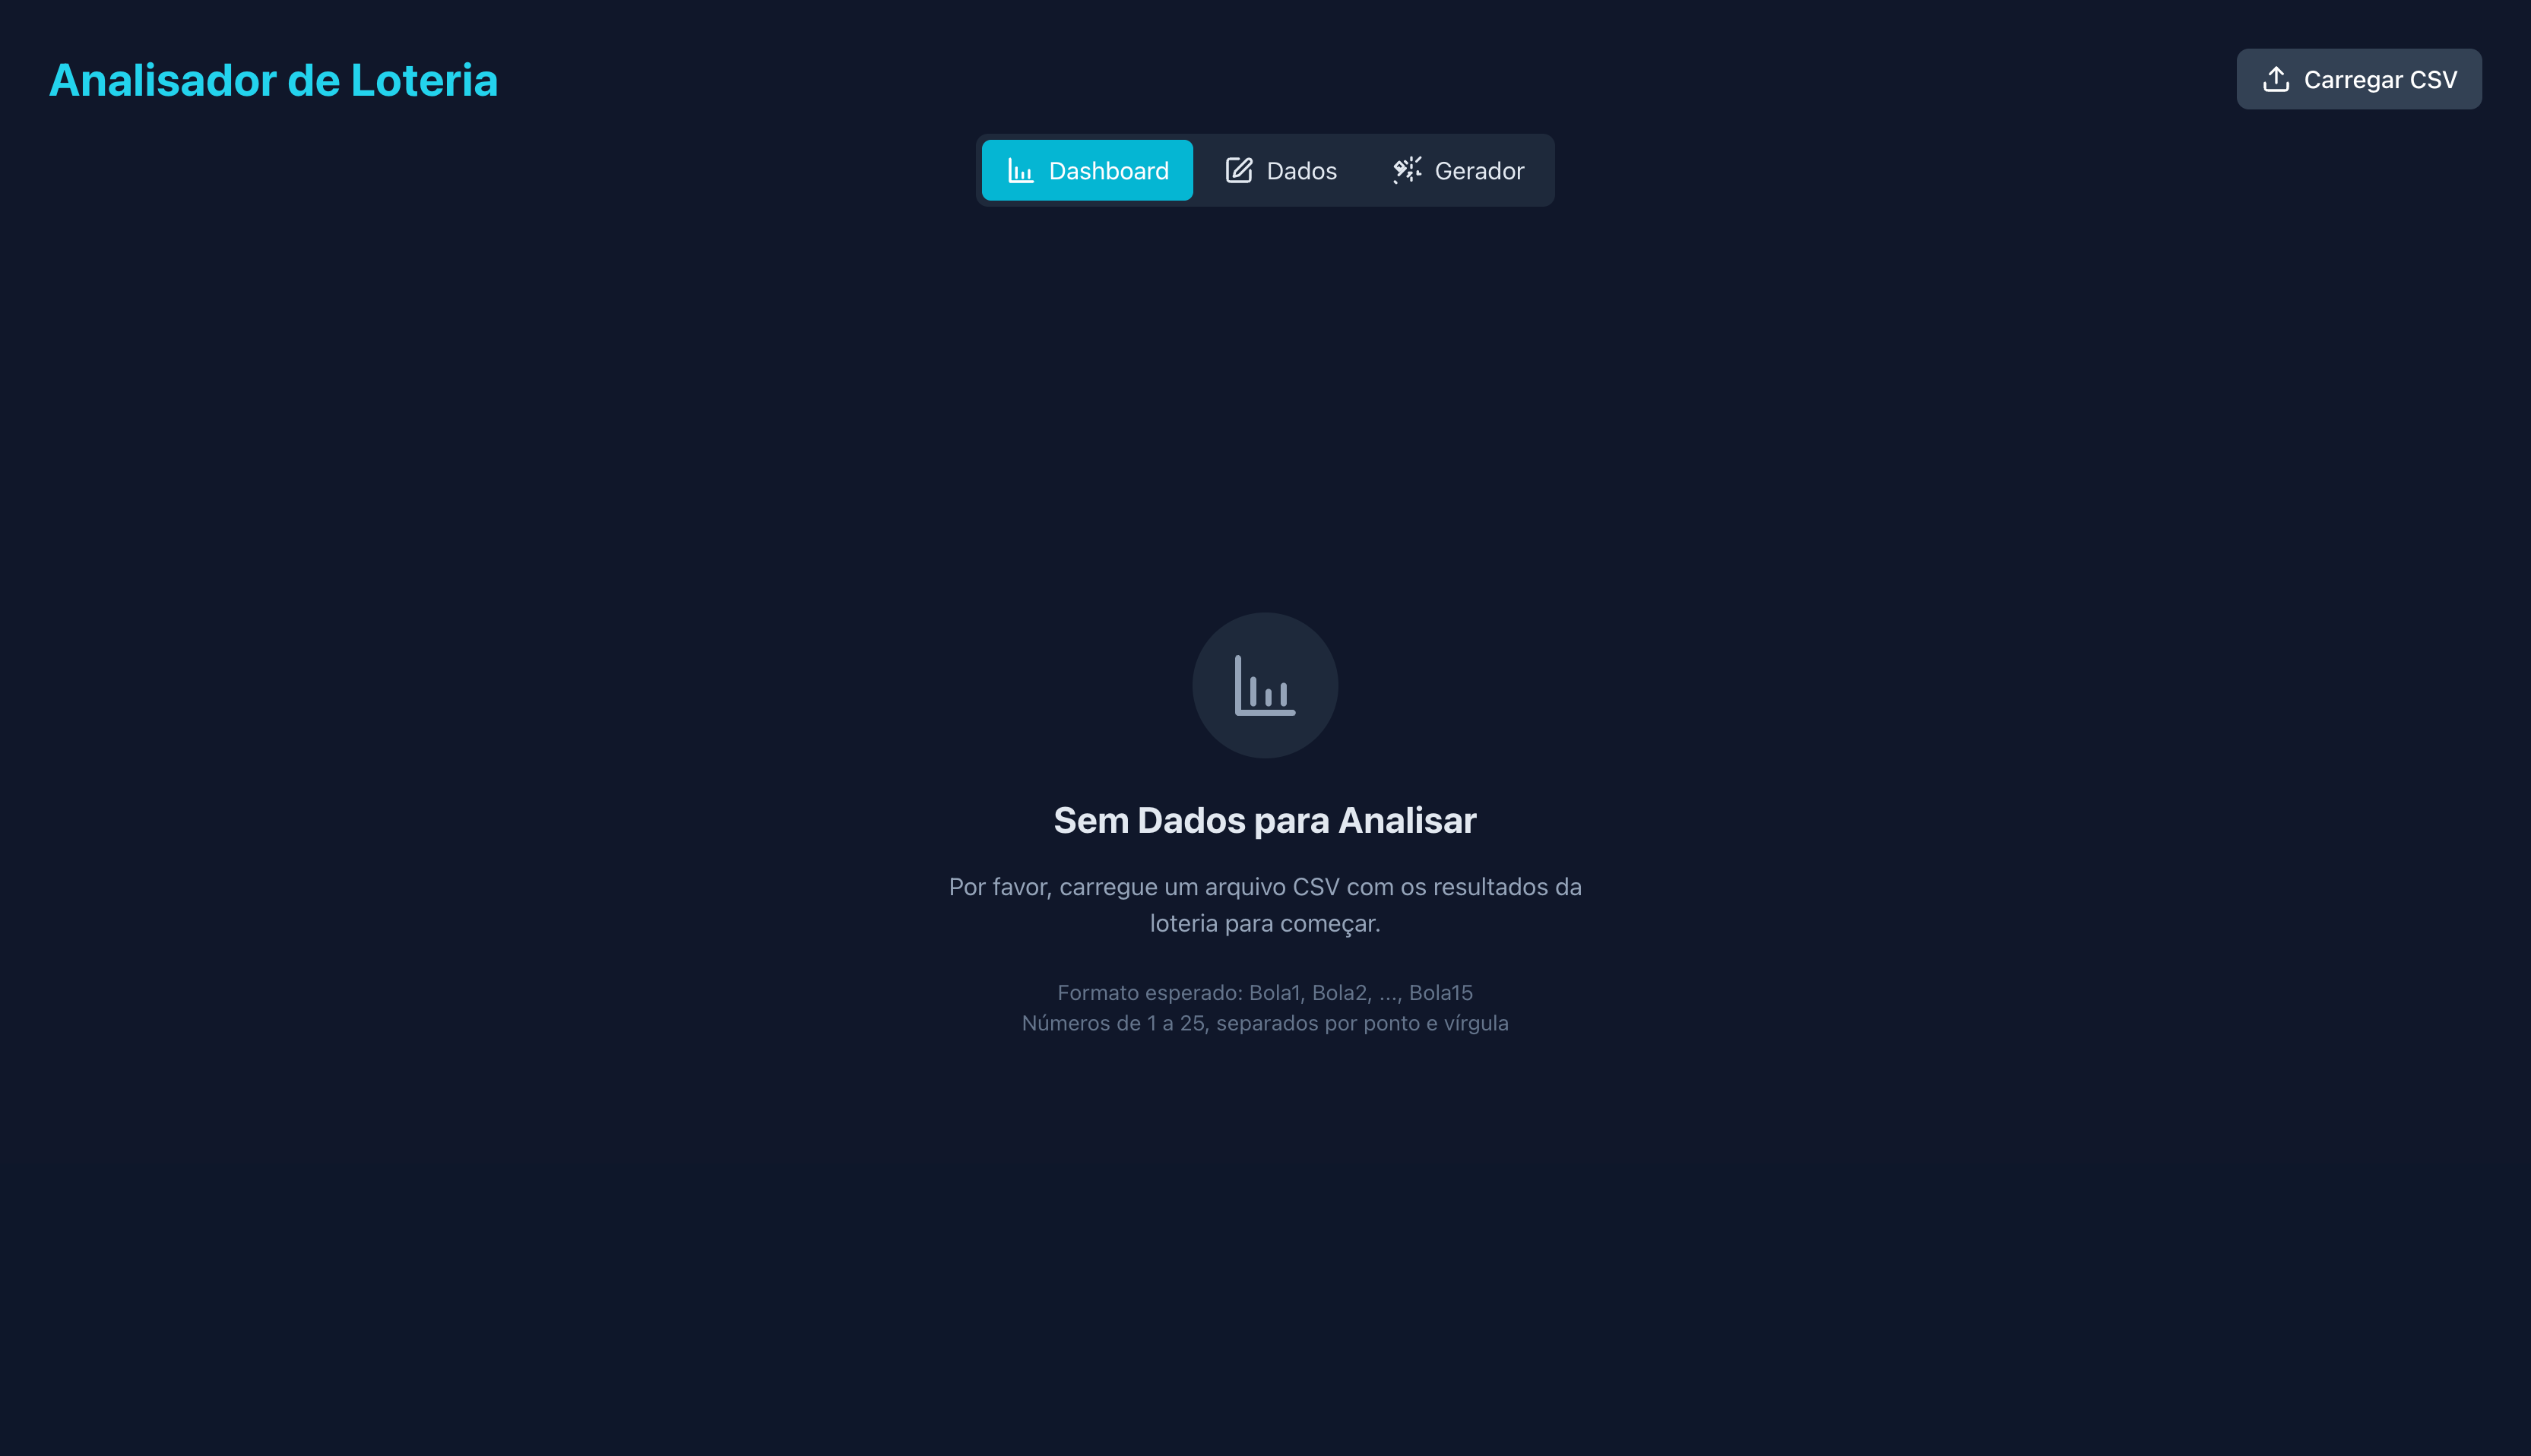 Analisador de Loteria
Carregar CSV
Dashboard
Dados
Gerador
Sem Dados para Analisar
Por favor, carregue um arquivo CSV com os resultados da
loteria para começar.
Formato esperado: Bola1, Bola2, ..., Bola15
Números de 1 a 25, separados por ponto e vírgula